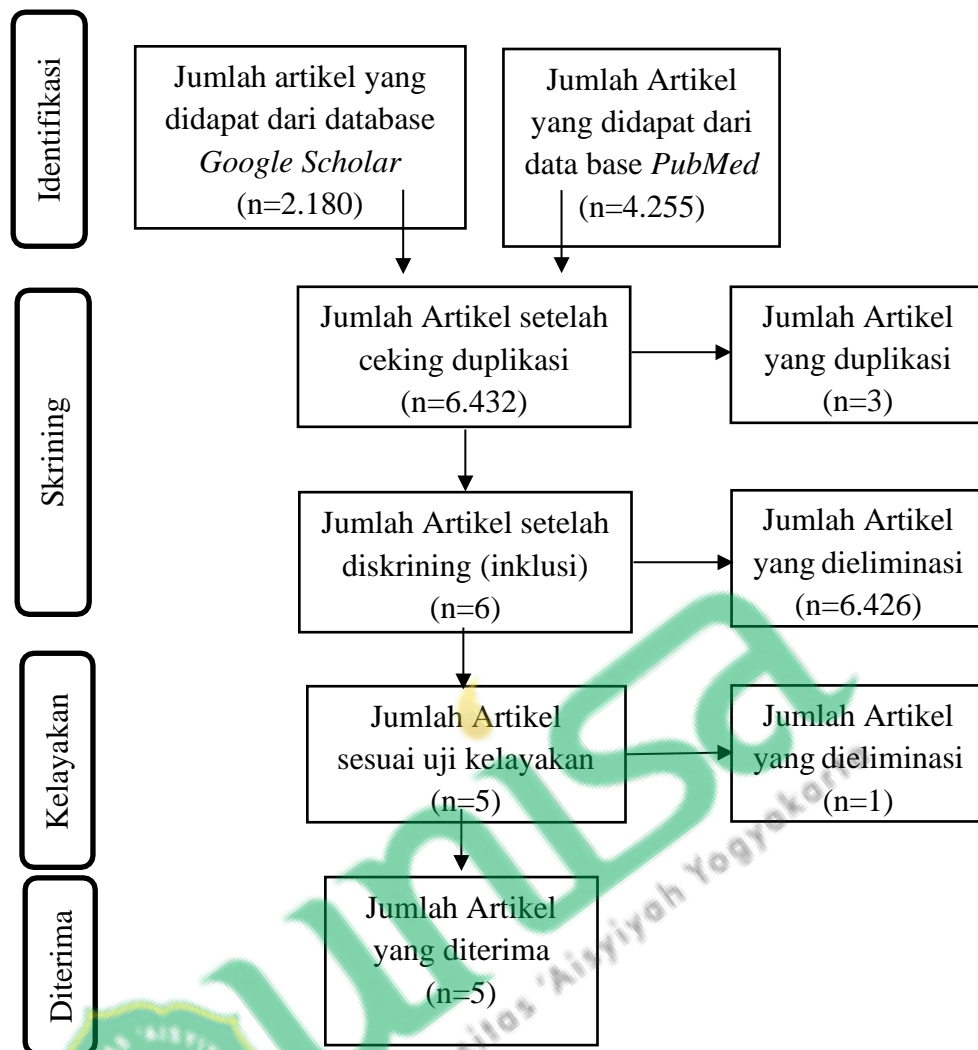 Identifikasi
Jumlah artikel yang
didapat dari database
Google Scholar
(n=2.180)
Jumlah Artikel
yang didapat dari
data base PubMed
(n=4.255)
Skrining
Jumlah Artikel setelah
ceking duplikasi
(n=6.432)
Jumlah Artikel
yang duplikasi
(n=3)
Jumlah Artikel setelah
diskrining (inklusi)
(n=6)
Jumlah Artikel
yang dieliminasi
(n=6.426)
Kelayakan
Jumlah Artikel
sesuai uji kelayakan
(n=5)
Jumlah Artikel
yang dieliminasi
(n=1)
Diterima
Jumlah Artikel
yang diterima
(n=5)
unisa
'Aisyiyah Yogyakarta